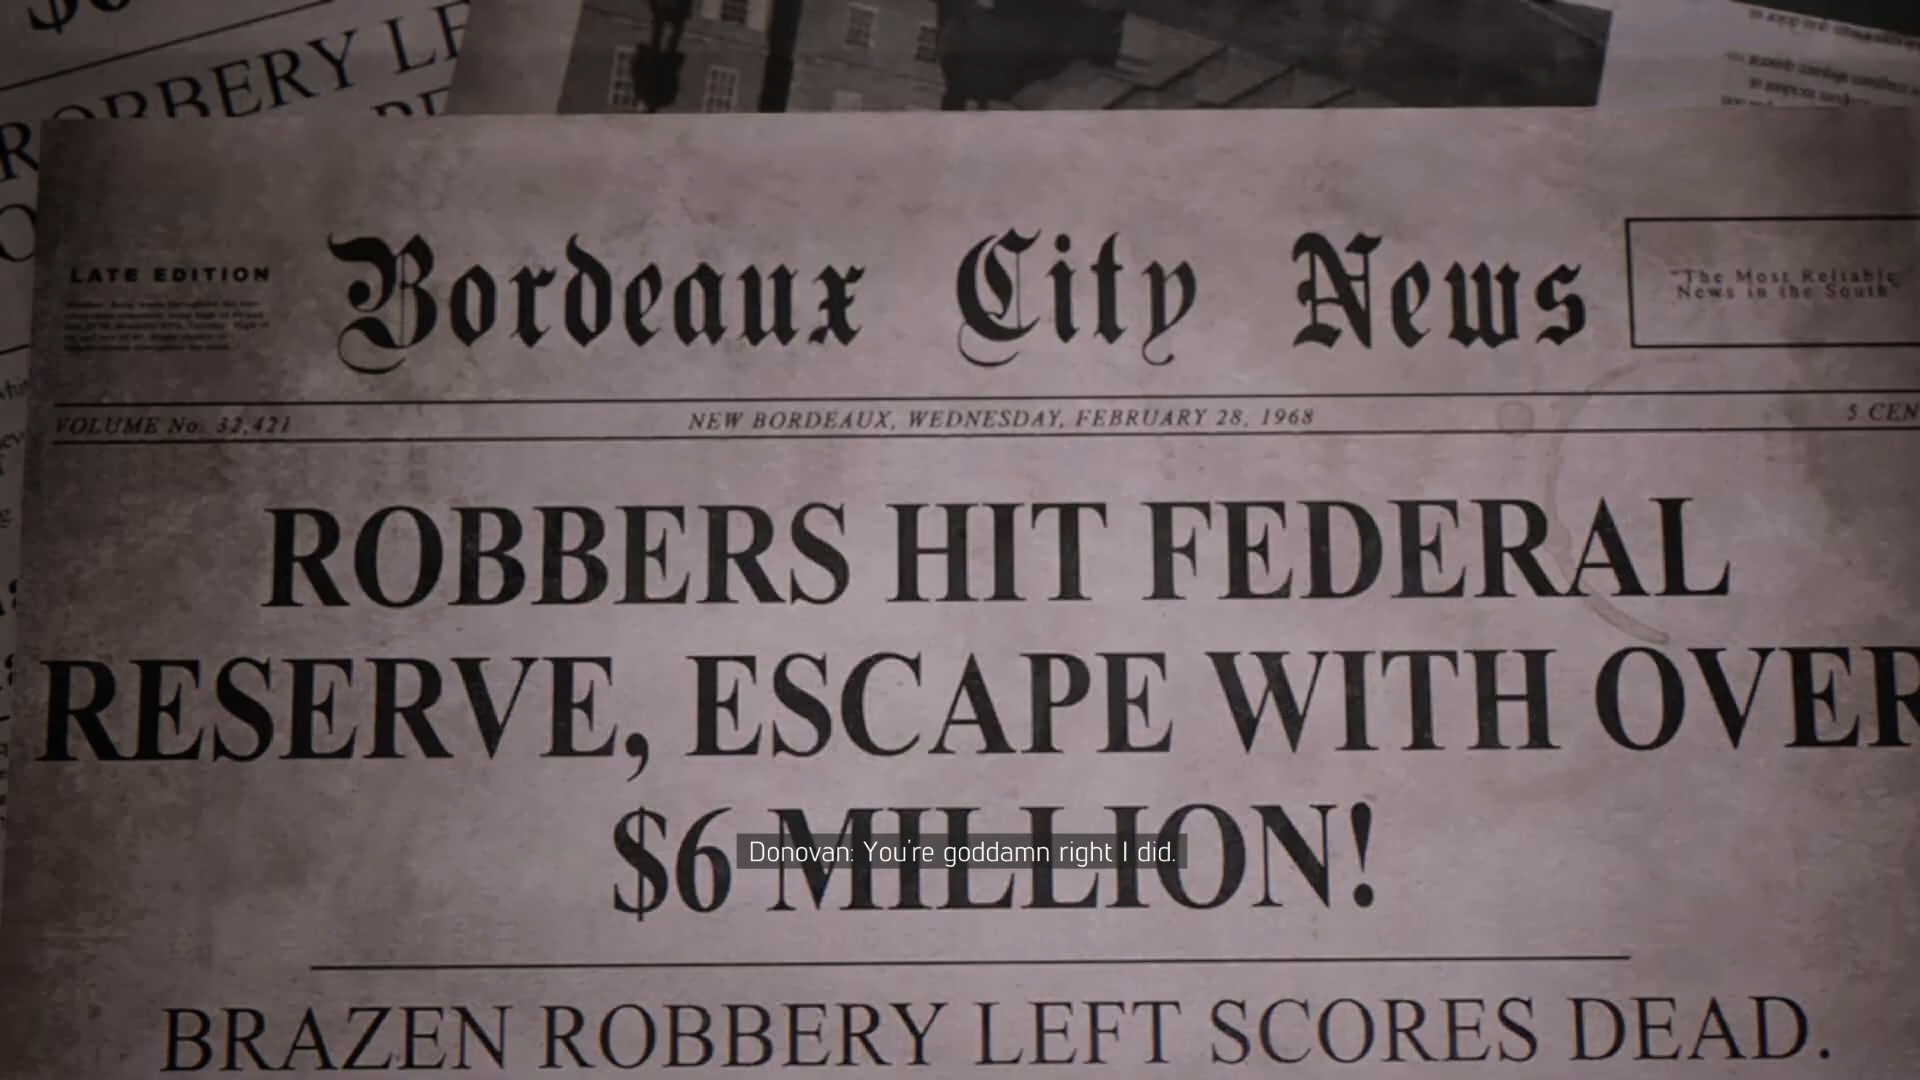 ROBBERY LE
LATE EDITION
Bordeaux City News
"The Most Reliable
News in the South"
VOLUME No. 32,421
NEW BORDEAUX, WEDNESDAY, FEBRUARY 28, 1968
5 CEN
ROBBERS HIT FEDERAL
RESERVE, ESCAPE WITH OVER
$6 MILLION!
Donovan: You're goddamn right I did.
BRAZEN ROBBERY LEFT SCORES DEAD.